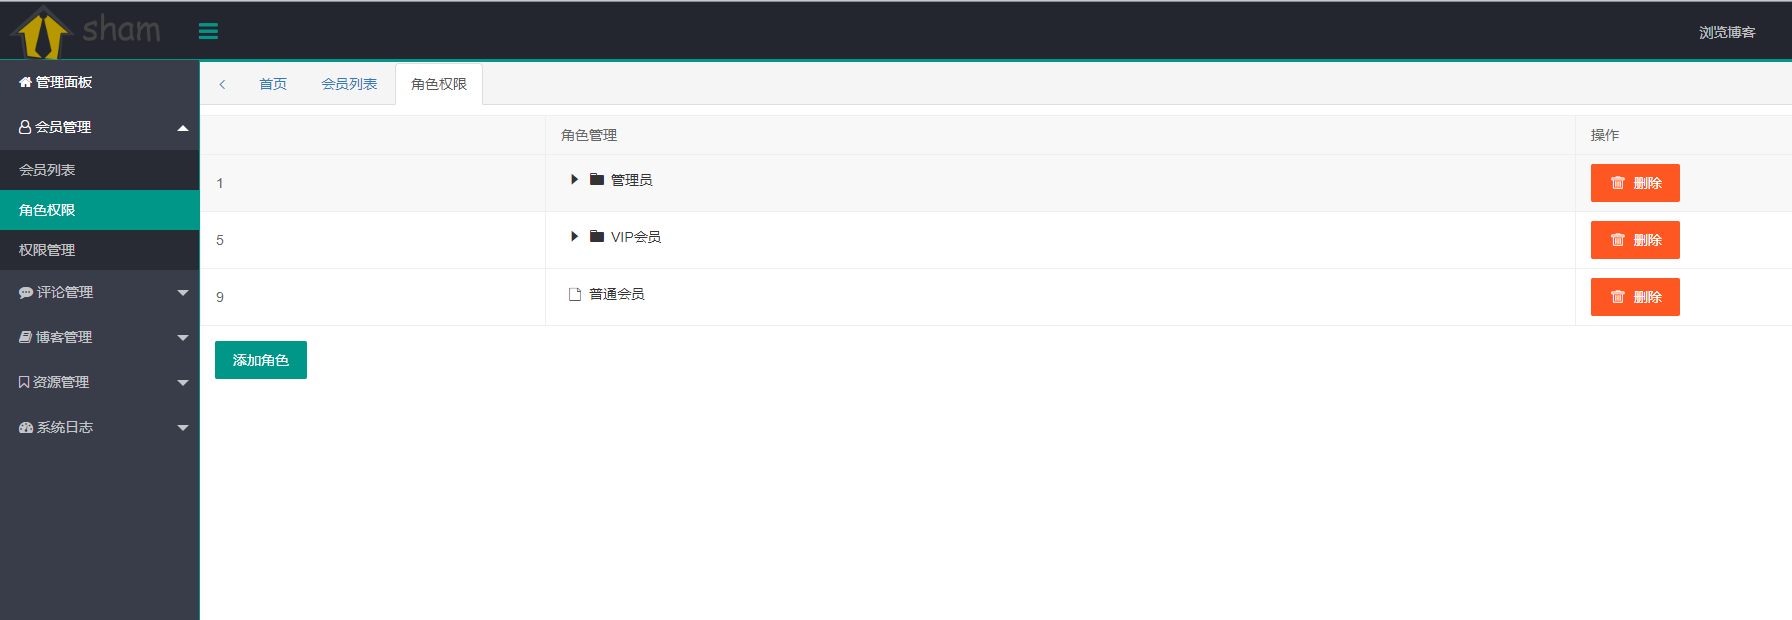 sham
浏览博客
管理面板
会员管理
会员列表
角色权限
权限管理
评论管理
博客管理
资源管理
系统日志
首页 会员列表 角色权限
角色管理 操作
1 管理员 删除
5 VIP会员 删除
9 普通会员 删除
添加角色